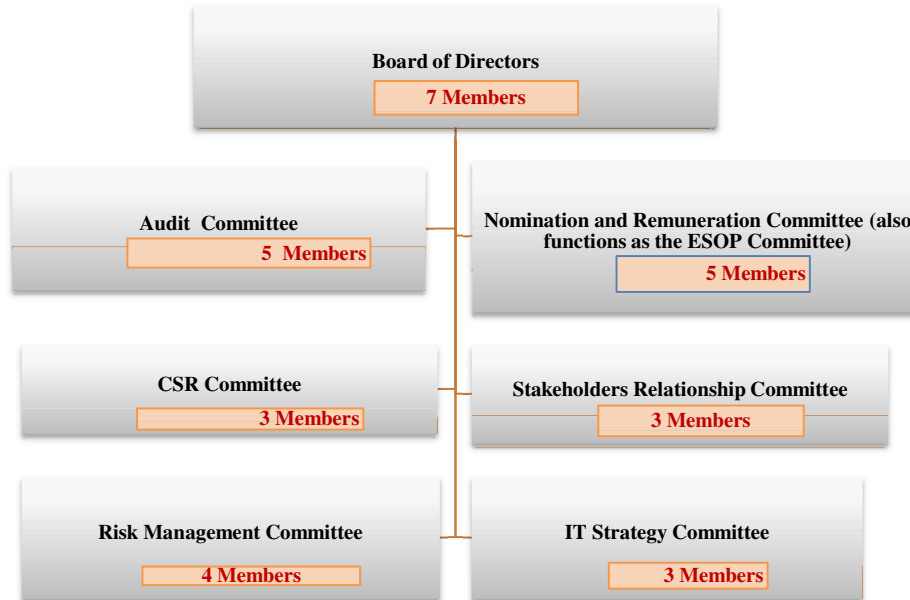 Board of Directors
7 Members
Audit Committee
5 Members
Nomination and Remuneration Committee (also
functions as the ESOP Committee)
5 Members
CSR Committee
3 Members
Stakeholders Relationship Committee
3 Members
Risk Management Committee
4 Members
IT Strategy Committee
3 Members